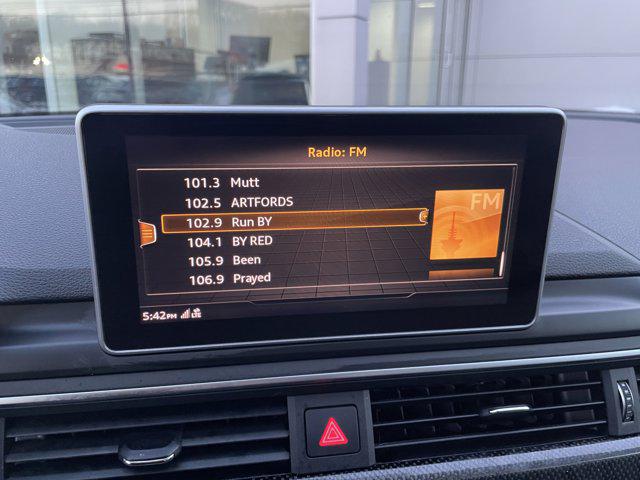 Radio: FM
101.3 Mutt
102.5 ARTFORDS
102.9 Run BY
104.1 BY RED
105.9 Been
106.9 Prayed
FM
5:42PM LTE